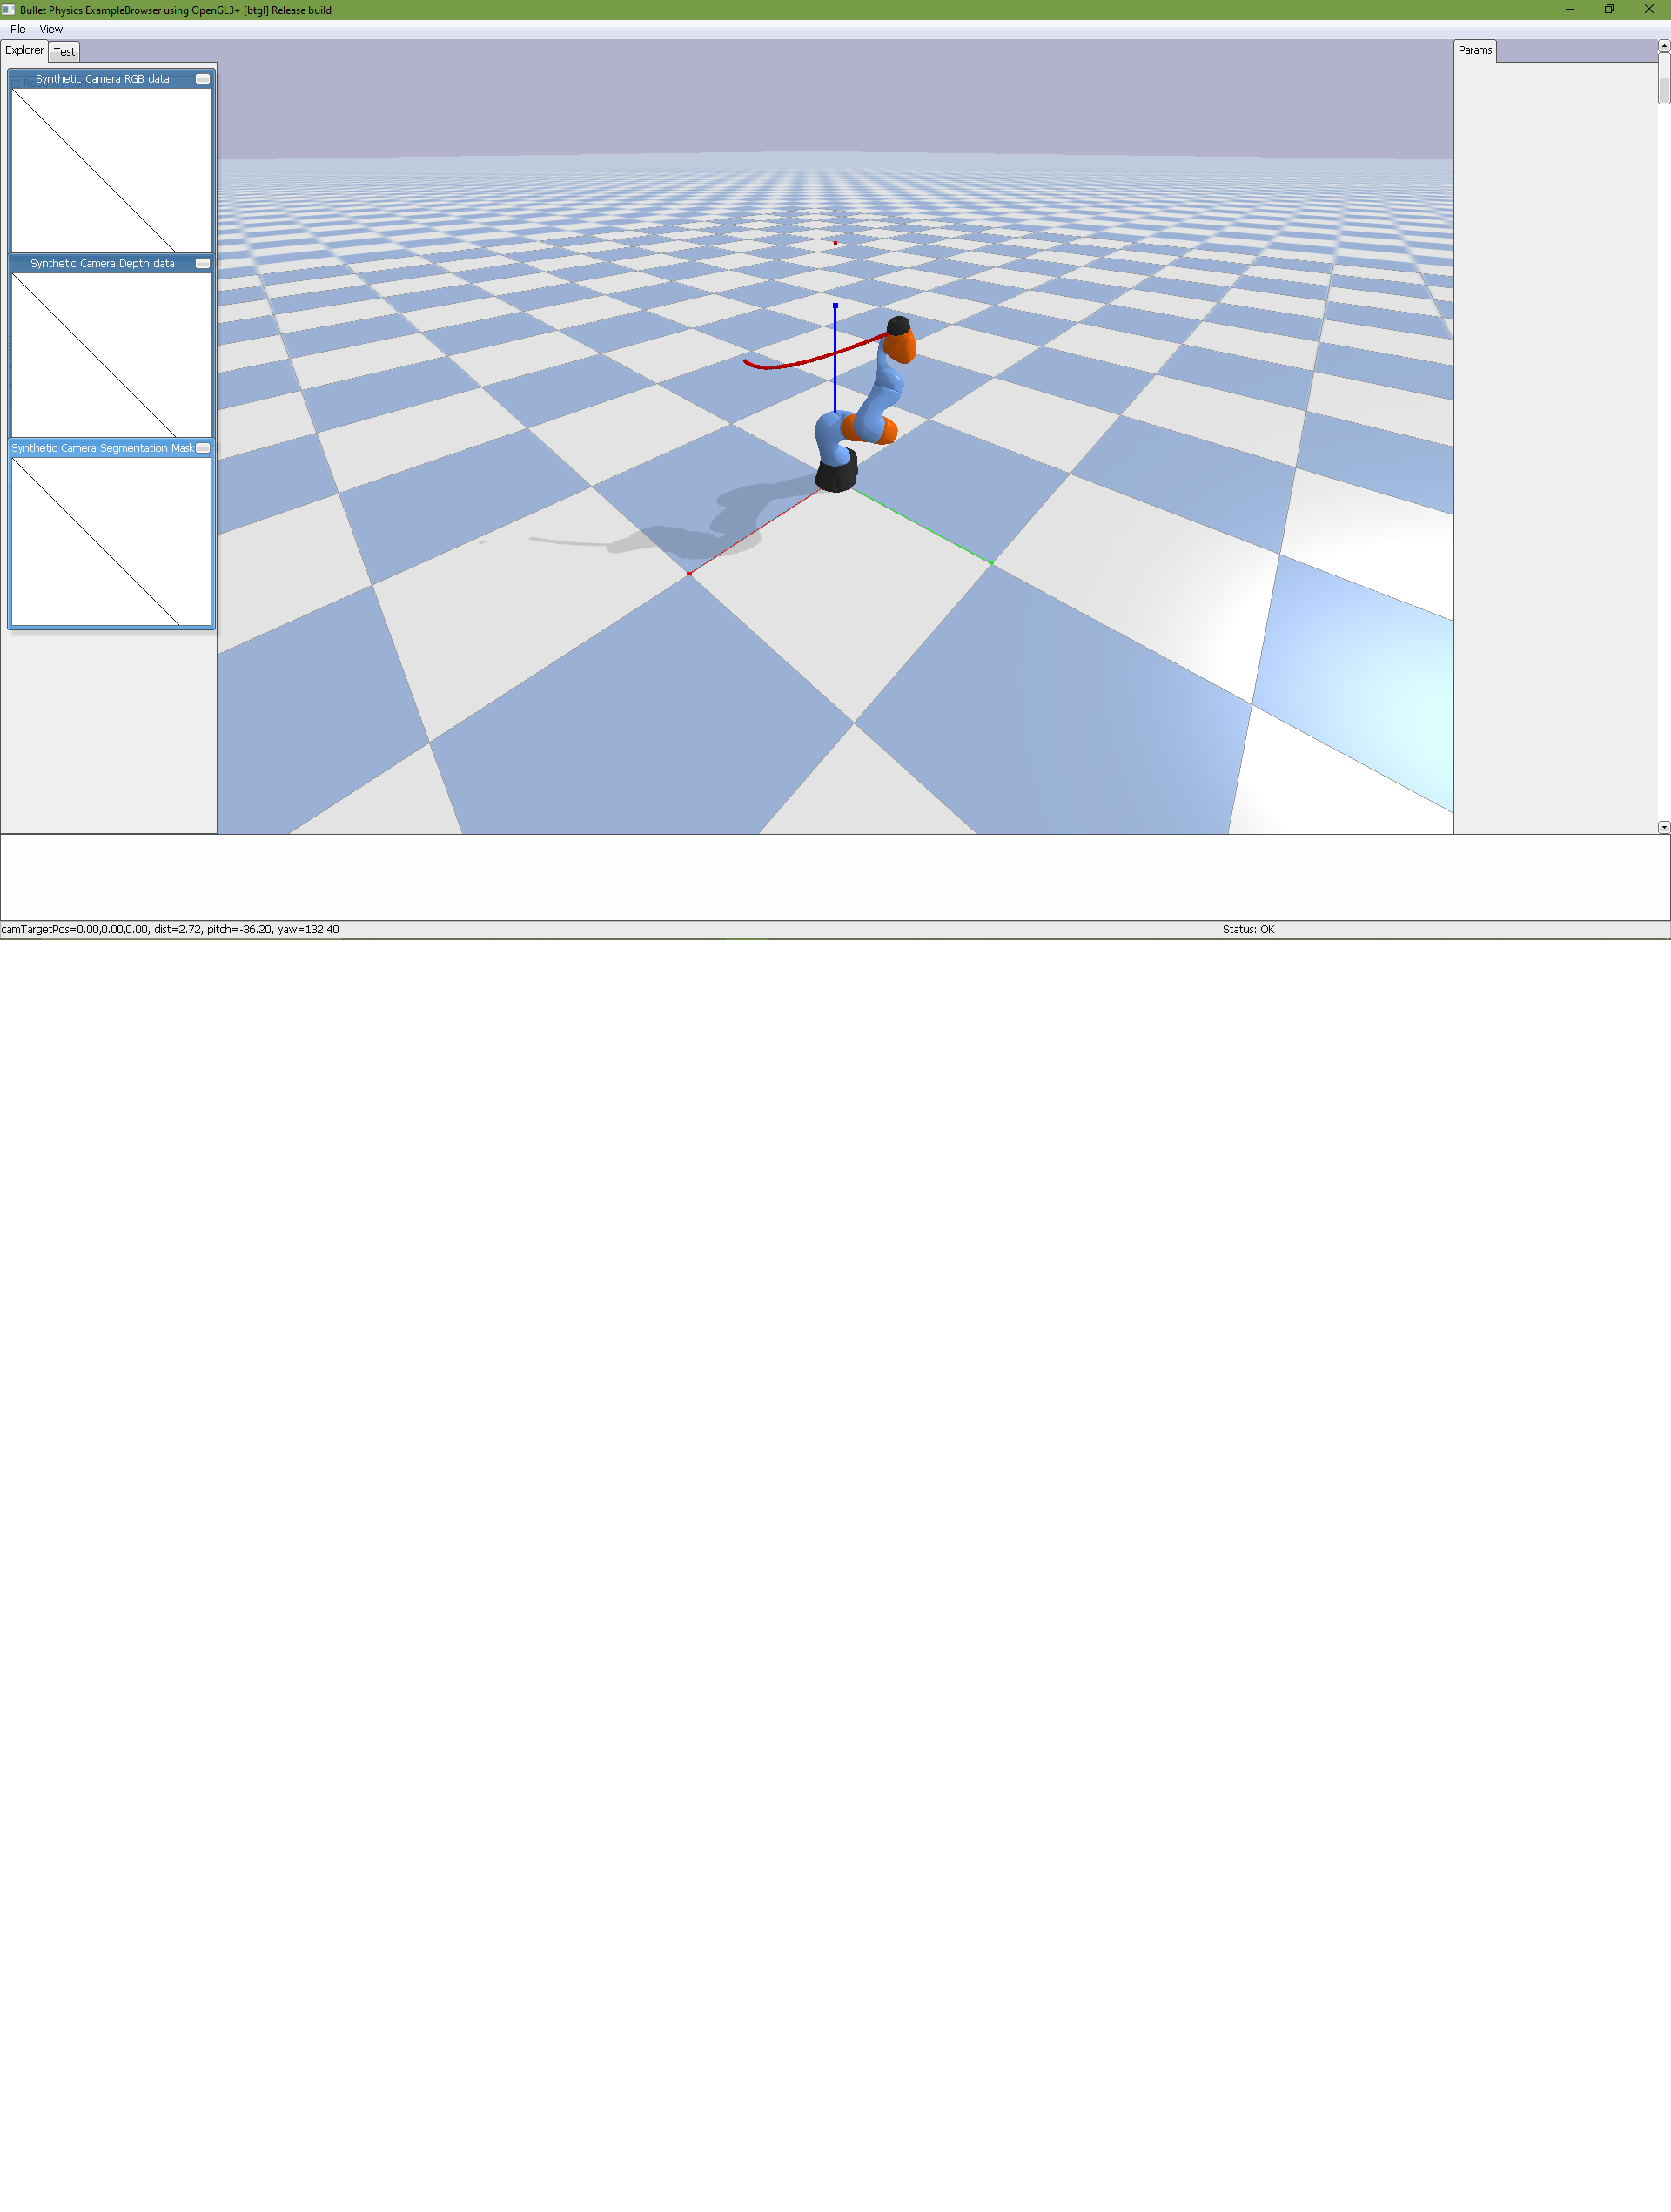 Bullet Physics ExampleBrowser using OpenGL3+ [btgl] Release build
File View
Explorer Test
Params
Synthetic Camera RGB data
Synthetic Camera Depth data
Synthetic Camera Segmentation Mask
camTargetPos=0.00,0.00,0.00, dist=2.72, pitch=-36.20, yaw=132.40
Status: OK